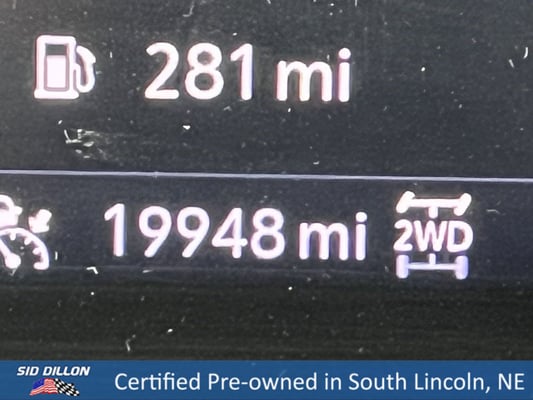 281 mi
19948 mi
2WD
SID DILLON
Certified Pre-owned in South Lincoln, NE